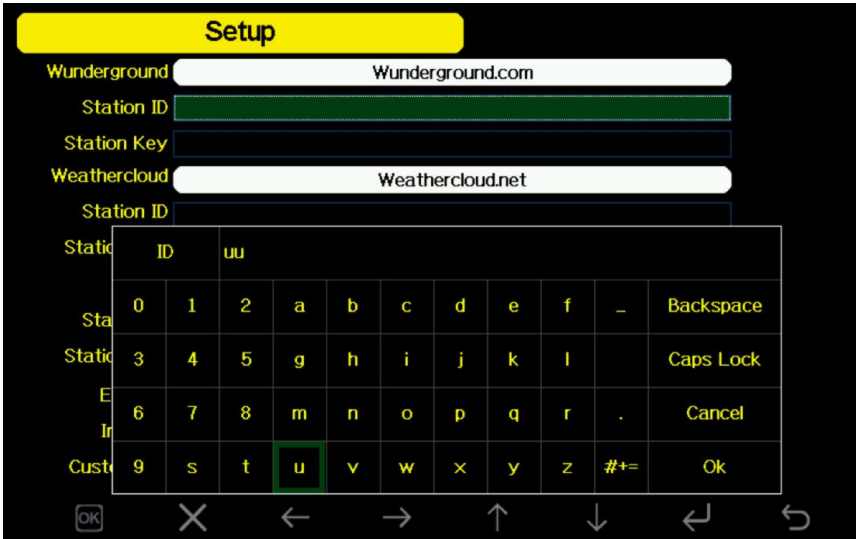 Setup
Wunderground Wunderground.com
Station ID
Station Key
Weathercloud Weathercloud.net
Station ID
ID uu
0 1 2 a b c d e f _ Backspace
3 4 5 g h i j k l Caps Lock
6 7 8 m n o p q r . Cancel
9 s t u v w x y z #+= Ok
OK